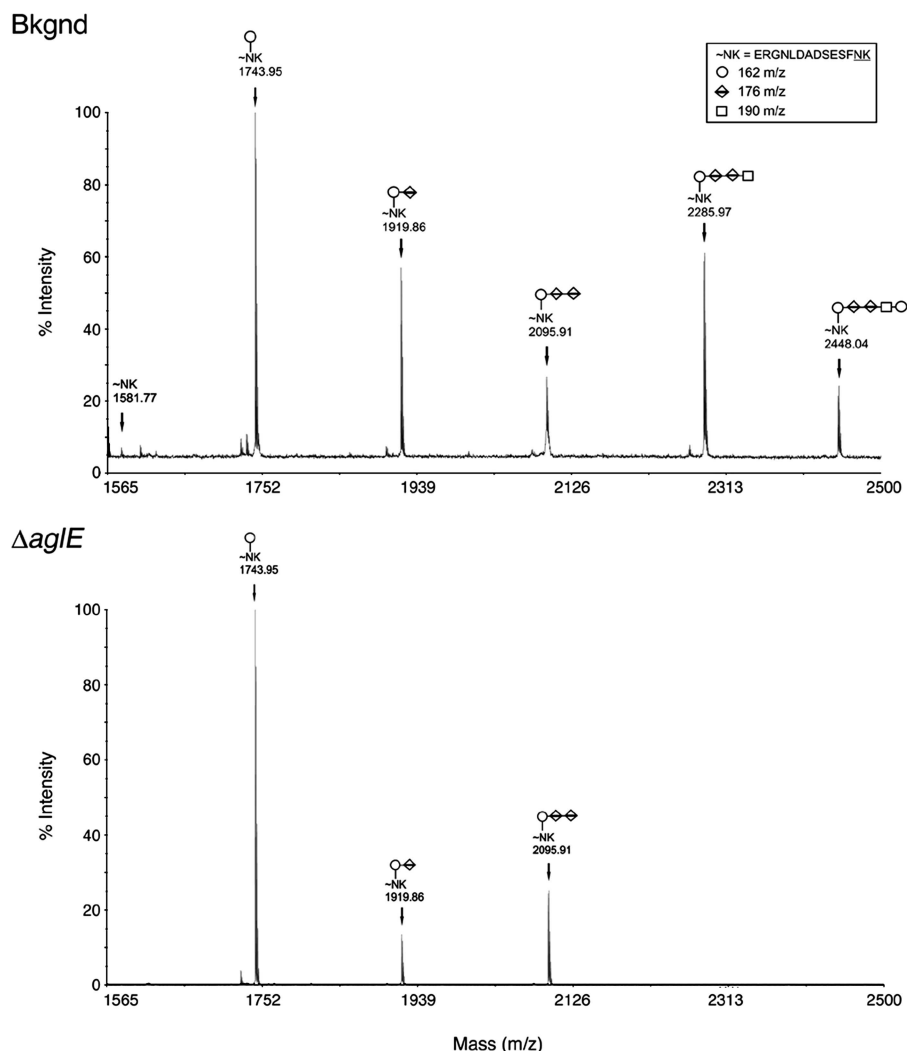 Bkgnd
~NK
1743.95
~NK = ERGNLDADSESFNK
162 m/z
176 m/z
190 m/z
~NK
1919.86
~NK
2285.97
~NK
2095.91
~NK
2448.04
~NK
1581.77
% Intensity
100
80
60
40
20
0
1565
1752
1939
2126
2313
2500
ΔaglE
~NK
1743.95
~NK
2095.91
~NK
1919.86
% Intensity
100
80
60
40
20
0
1565
1752
1939
2126
2313
2500
Mass (m/z)